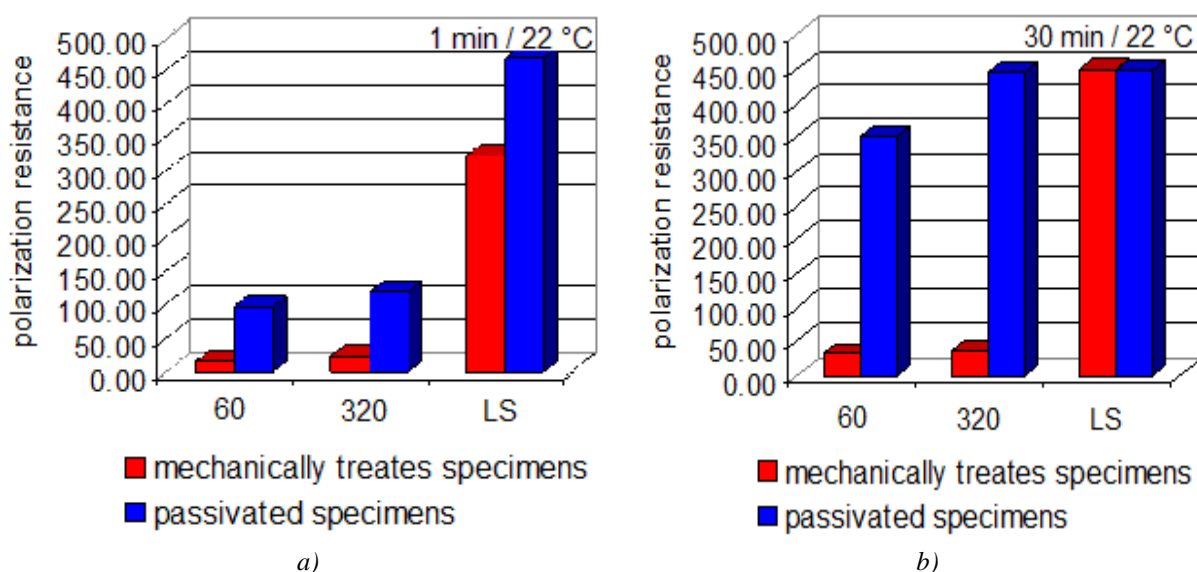 1 min / 22 °C
polarization resistance
500.00
450.00
400.00
350.00
300.00
250.00
200.00
150.00
100.00
50.00
0.00
60 320 LS
mechanically treates specimens
passivated specimens
a)
30 min / 22 °C
polarization resistance
500.00
450.00
400.00
350.00
300.00
250.00
200.00
150.00
100.00
50.00
0.00
60 320 LS
mechanically treates specimens
passivated specimens
b)